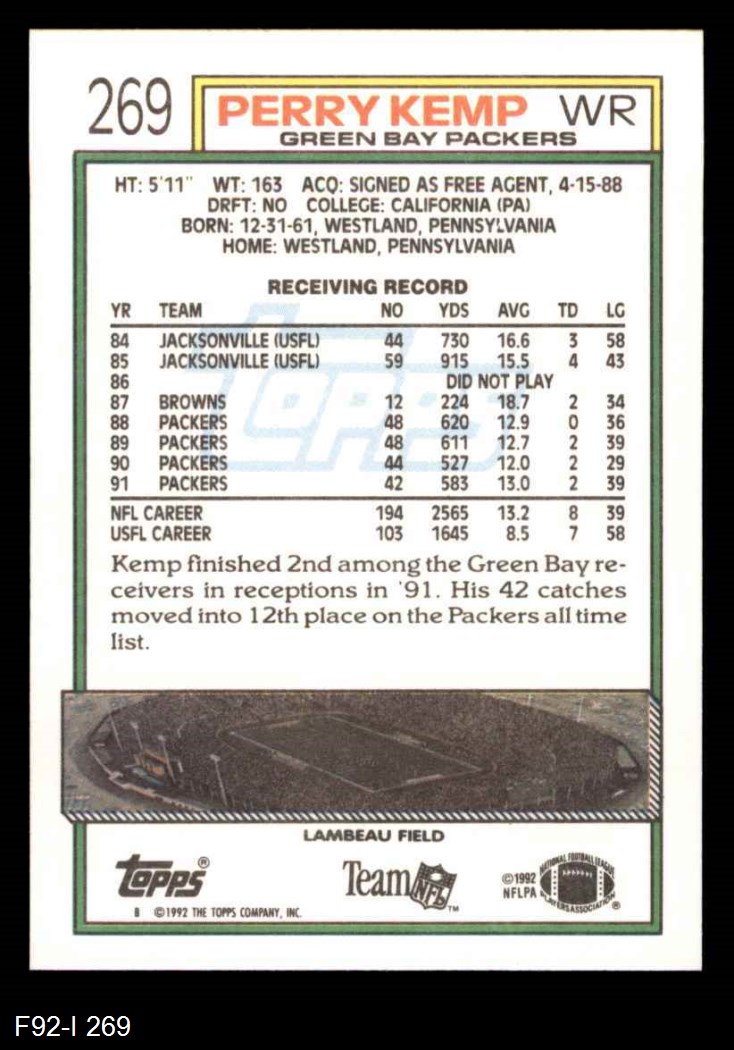 269 PERRY KEMP WR
GREEN BAY PACKERS
HT: 5'11" WT: 163 ACQ: SIGNED AS FREE AGENT, 4-15-88
DRFT: NO COLLEGE: CALIFORNIA (PA)
BORN: 12-31-61, WESTLAND, PENNSYLVANIA
HOME: WESTLAND, PENNSYLVANIA
RECEIVING RECORD
YR TEAM NO YDS AVG TD LG
84 JACKSONVILLE (USFL) 44 730 16.6 3 58
85 JACKSONVILLE (USFL) 59 915 15.5 4 43
86 DID NOT PLAY
87 BROWNS 12 224 18.7 2 34
88 PACKERS 48 620 12.9 0 36
89 PACKERS 48 611 12.7 2 39
90 PACKERS 44 527 12.0 2 29
91 PACKERS 42 583 13.0 2 39
NFL CAREER 194 2565 13.2 8 39
USFL CAREER 103 1645 8.5 7 58
Topps
Kemp finished 2nd among the Green Bay re-
ceivers in receptions in '91. His 42 catches
moved into 12th place on the Packers all time
list.
LAMBEAU FIELD
Topps®
Team NFL™
©1992
NFLPA
NATIONAL FOOTBALL LEAGUE
PLAYERS ASSOCIATION ®
B ©1992 THE TOPPS COMPANY, INC.
F92-I 269